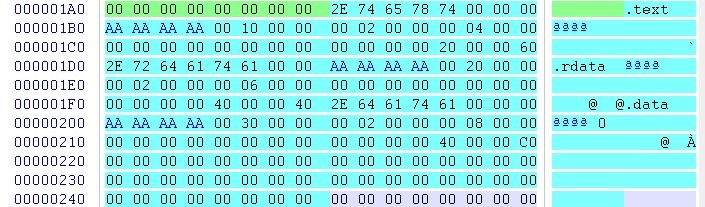 000001A0 00 00 00 00 00 00 00 00 2E 74 65 78 74 00 00 00 .text
000001B0 AA AA AA AA 00 10 00 00 00 02 00 00 00 04 00 00 ªªªª
000001C0 00 00 00 00 00 00 00 00 00 00 00 00 20 00 00 60 `
000001D0 2E 72 64 61 74 61 00 00 AA AA AA AA 00 20 00 00 .rdata ªªªª
000001E0 00 02 00 00 00 06 00 00 00 00 00 00 00 00 00 00
000001F0 00 00 00 00 40 00 00 40 2E 64 61 74 61 00 00 00 @ @.data
00000200 AA AA AA AA 00 30 00 00 00 02 00 00 00 08 00 00 ªªªª 0
00000210 00 00 00 00 00 00 00 00 00 00 00 00 40 00 00 C0 @ À
00000220 00 00 00 00 00 00 00 00 00 00 00 00 00 00 00 00
00000230 00 00 00 00 00 00 00 00 00 00 00 00 00 00 00 00
00000240 00 00 00 00 00 00 00 00 00 00 00 00 00 00 00 00